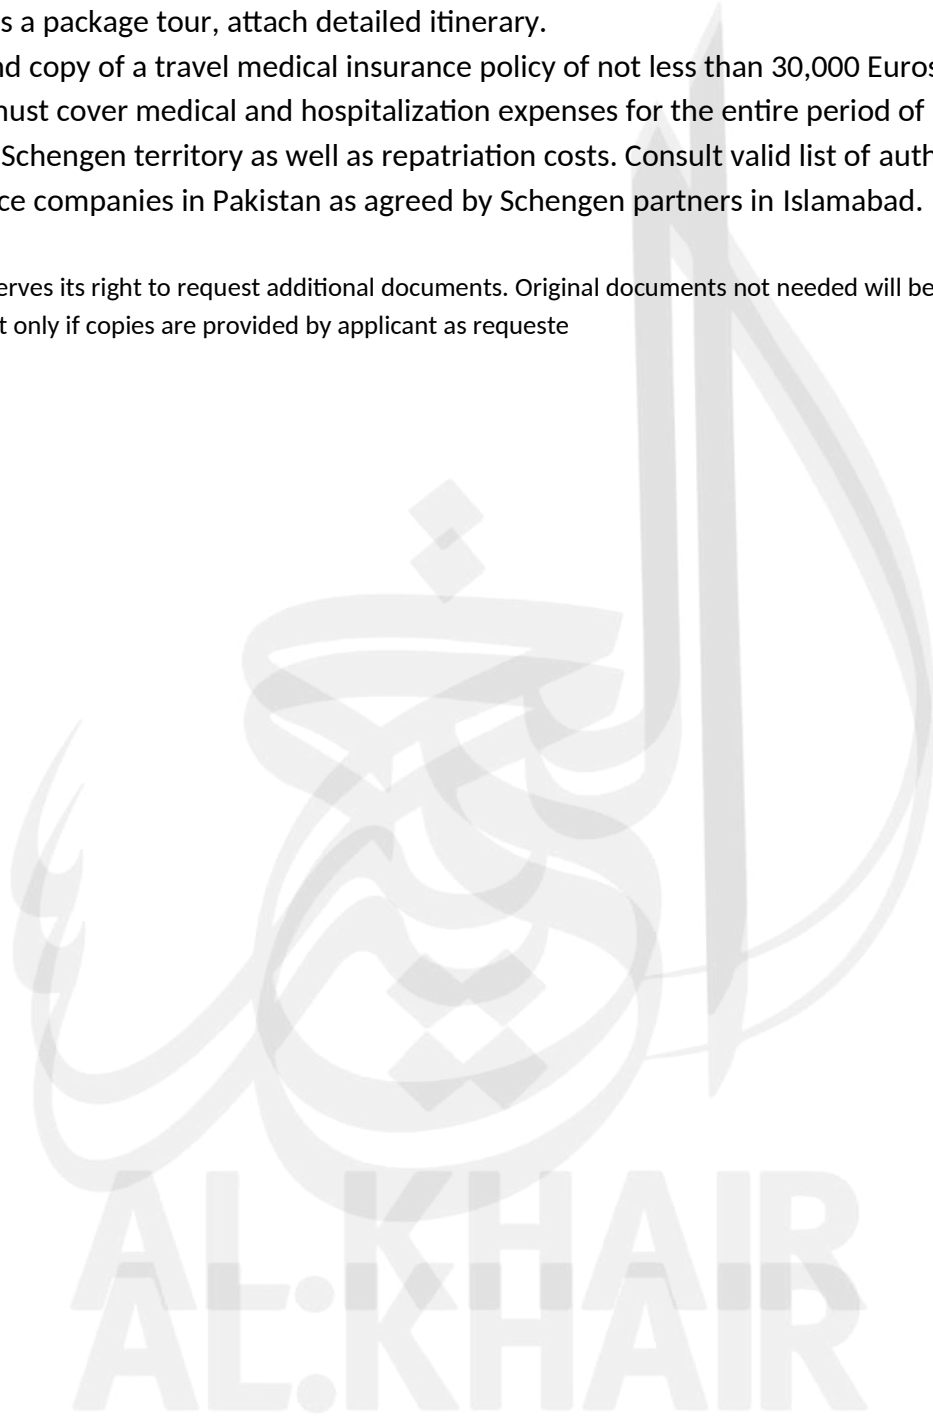 s a package tour, attach detailed itinerary.
nd copy of a travel medical insurance policy of not less than 30,000 Euros
must cover medical and hospitalization expenses for the entire period of
Schengen territory as well as repatriation costs. Consult valid list of auth
ce companies in Pakistan as agreed by Schengen partners in Islamabad.
erves its right to request additional documents. Original documents not needed will be
t only if copies are provided by applicant as requeste
AL.KHAIR
AL.KHAIR